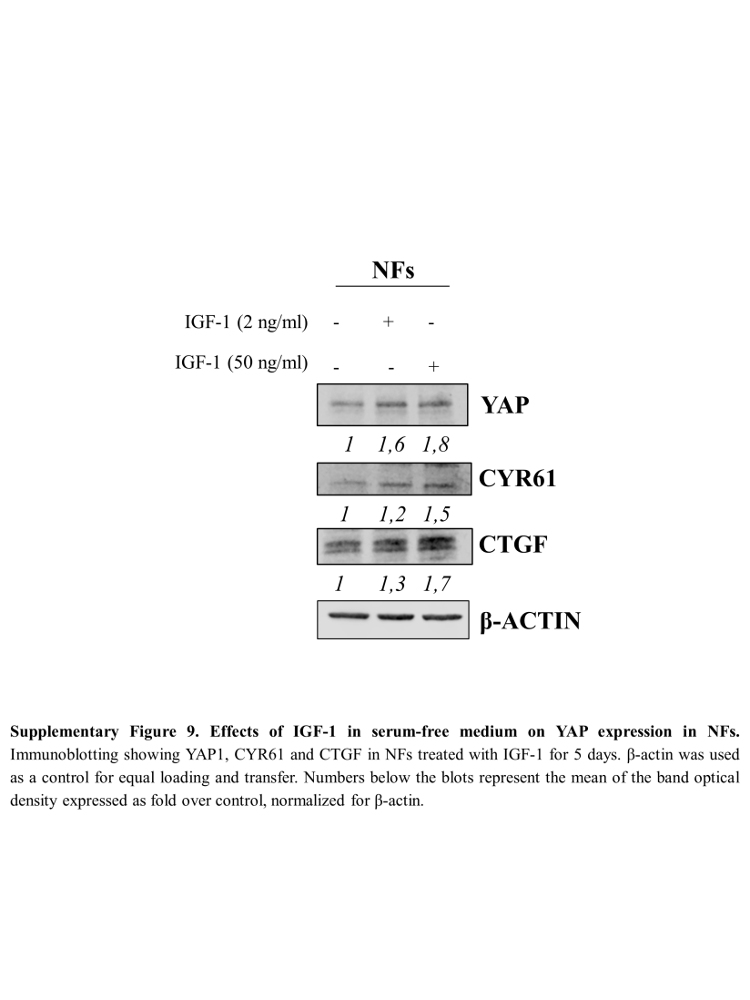 NFs
IGF-1 (2 ng/ml) - + -
IGF-1 (50 ng/ml) - - +
YAP
1 1,6 1,8
CYR61
1 1,2 1,5
CTGF
1 1,3 1,7
β-ACTIN
Supplementary Figure 9. Effects of IGF-1 in serum-free medium on YAP expression in NFs.
Immunoblotting showing YAP1, CYR61 and CTGF in NFs treated with IGF-1 for 5 days. β-actin was used
as a control for equal loading and transfer. Numbers below the blots represent the mean of the band optical
density expressed as fold over control, normalized for β-actin.